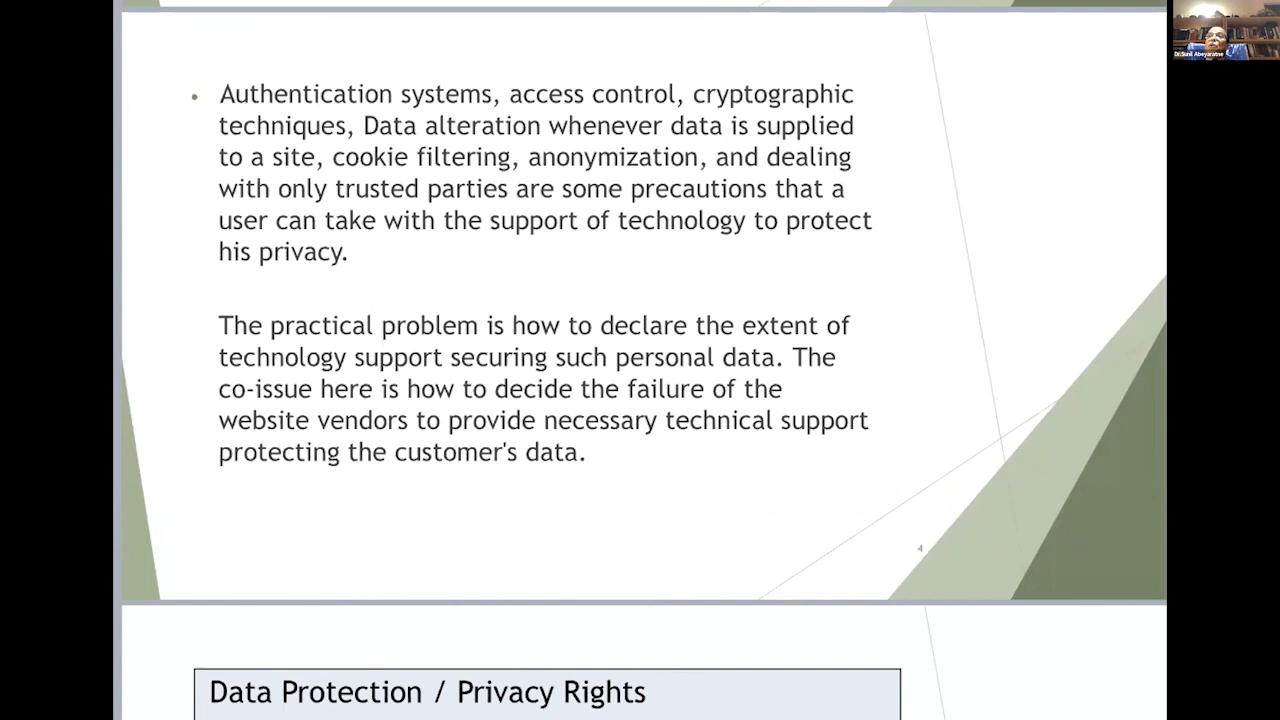 Dr.Sunil Abeyaratne
• Authentication systems, access control, cryptographic
techniques, Data alteration whenever data is supplied
to a site, cookie filtering, anonymization, and dealing
with only trusted parties are some precautions that a
user can take with the support of technology to protect
his privacy.
The practical problem is how to declare the extent of
technology support securing such personal data. The
co-issue here is how to decide the failure of the
website vendors to provide necessary technical support
protecting the customer's data.
4
Data Protection / Privacy Rights